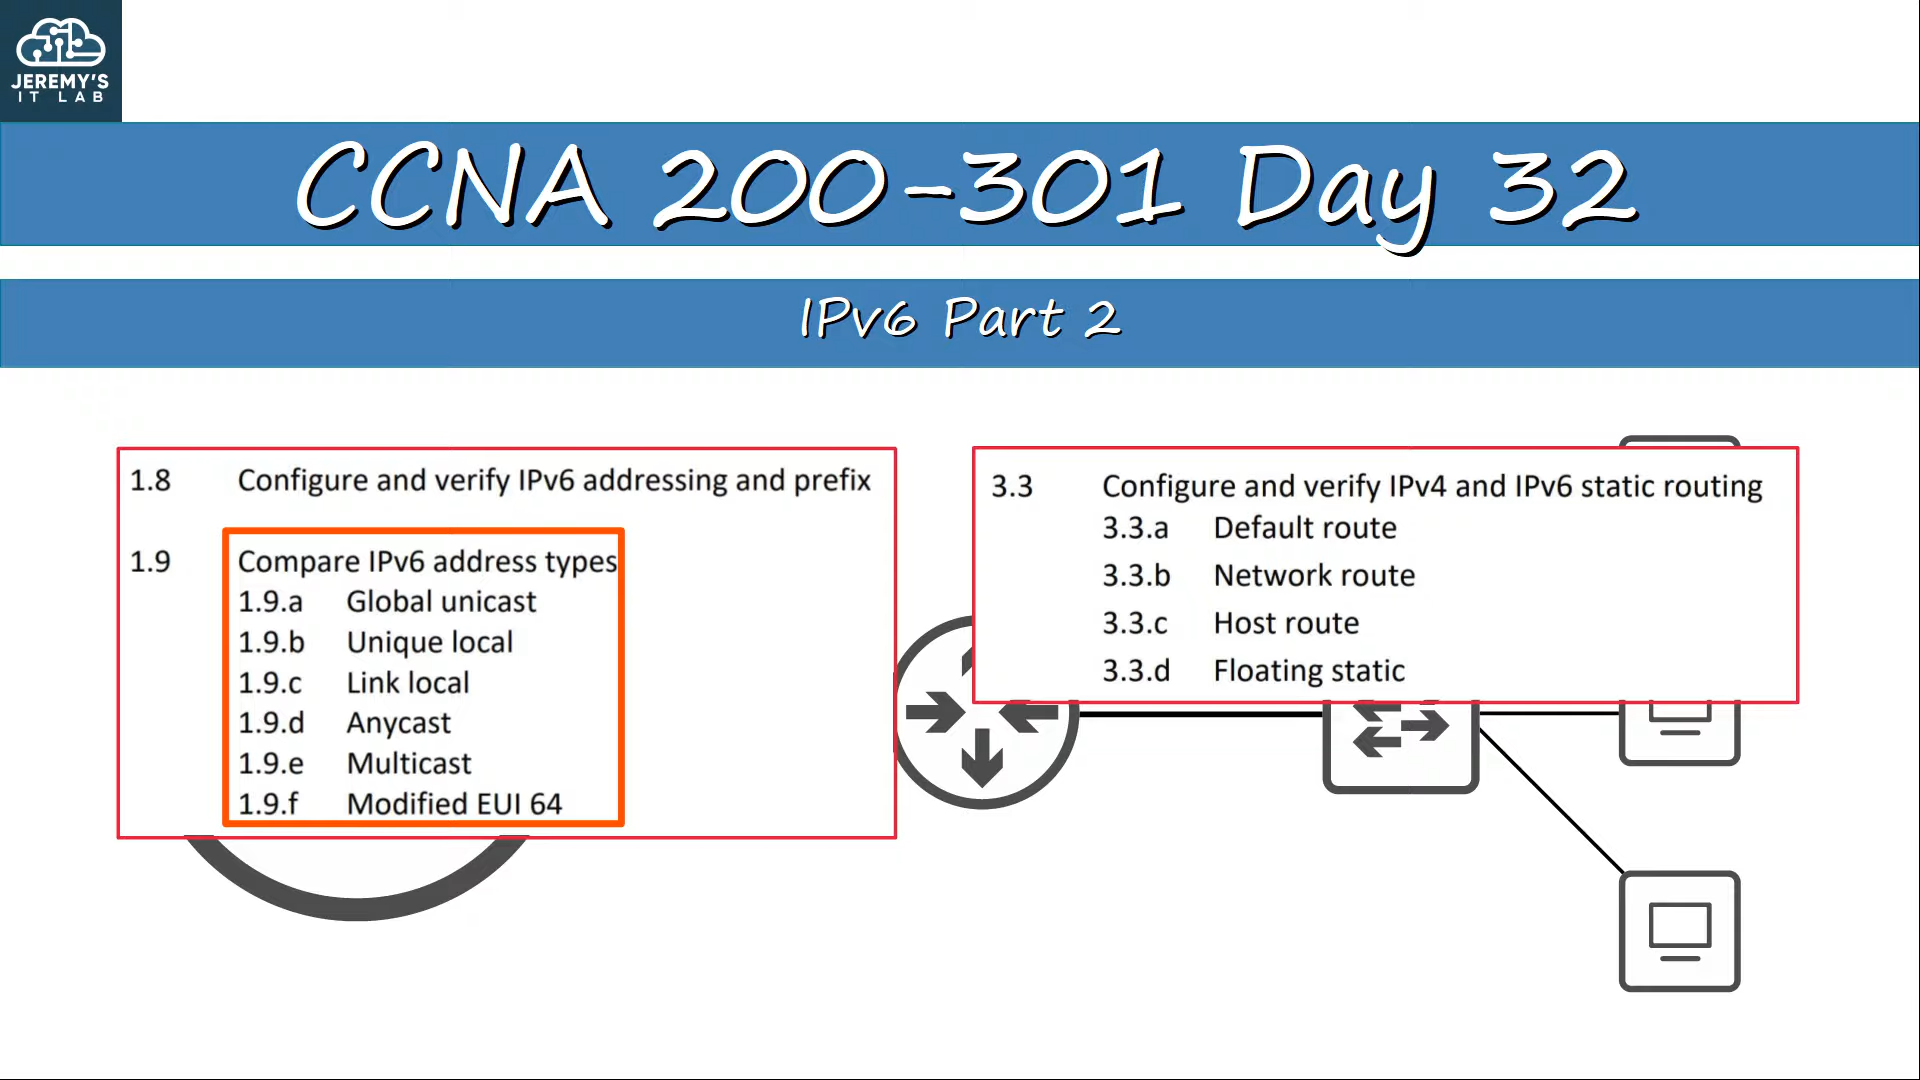 JEREMY'S
IT LAB
CCNA 200-301 Day 32
IPv6 Part 2
1.8 Configure and verify IPv6 addressing and prefix
1.9 Compare IPv6 address types
1.9.a Global unicast
1.9.b Unique local
1.9.c Link local
1.9.d Anycast
1.9.e Multicast
1.9.f Modified EUI 64
3.3 Configure and verify IPv4 and IPv6 static routing
3.3.a Default route
3.3.b Network route
3.3.c Host route
3.3.d Floating static